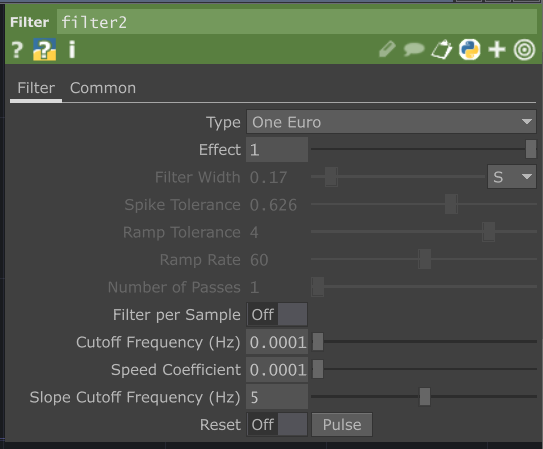 Filter filter2
? ? i
Filter Common
Type One Euro
Effect 1
Filter Width 0.17 S
Spike Tolerance 0.626
Ramp Tolerance 4
Ramp Rate 60
Number of Passes 1
Filter per Sample Off
Cutoff Frequency (Hz) 0.0001
Speed Coefficient 0.0001
Slope Cutoff Frequency (Hz) 5
Reset Off Pulse